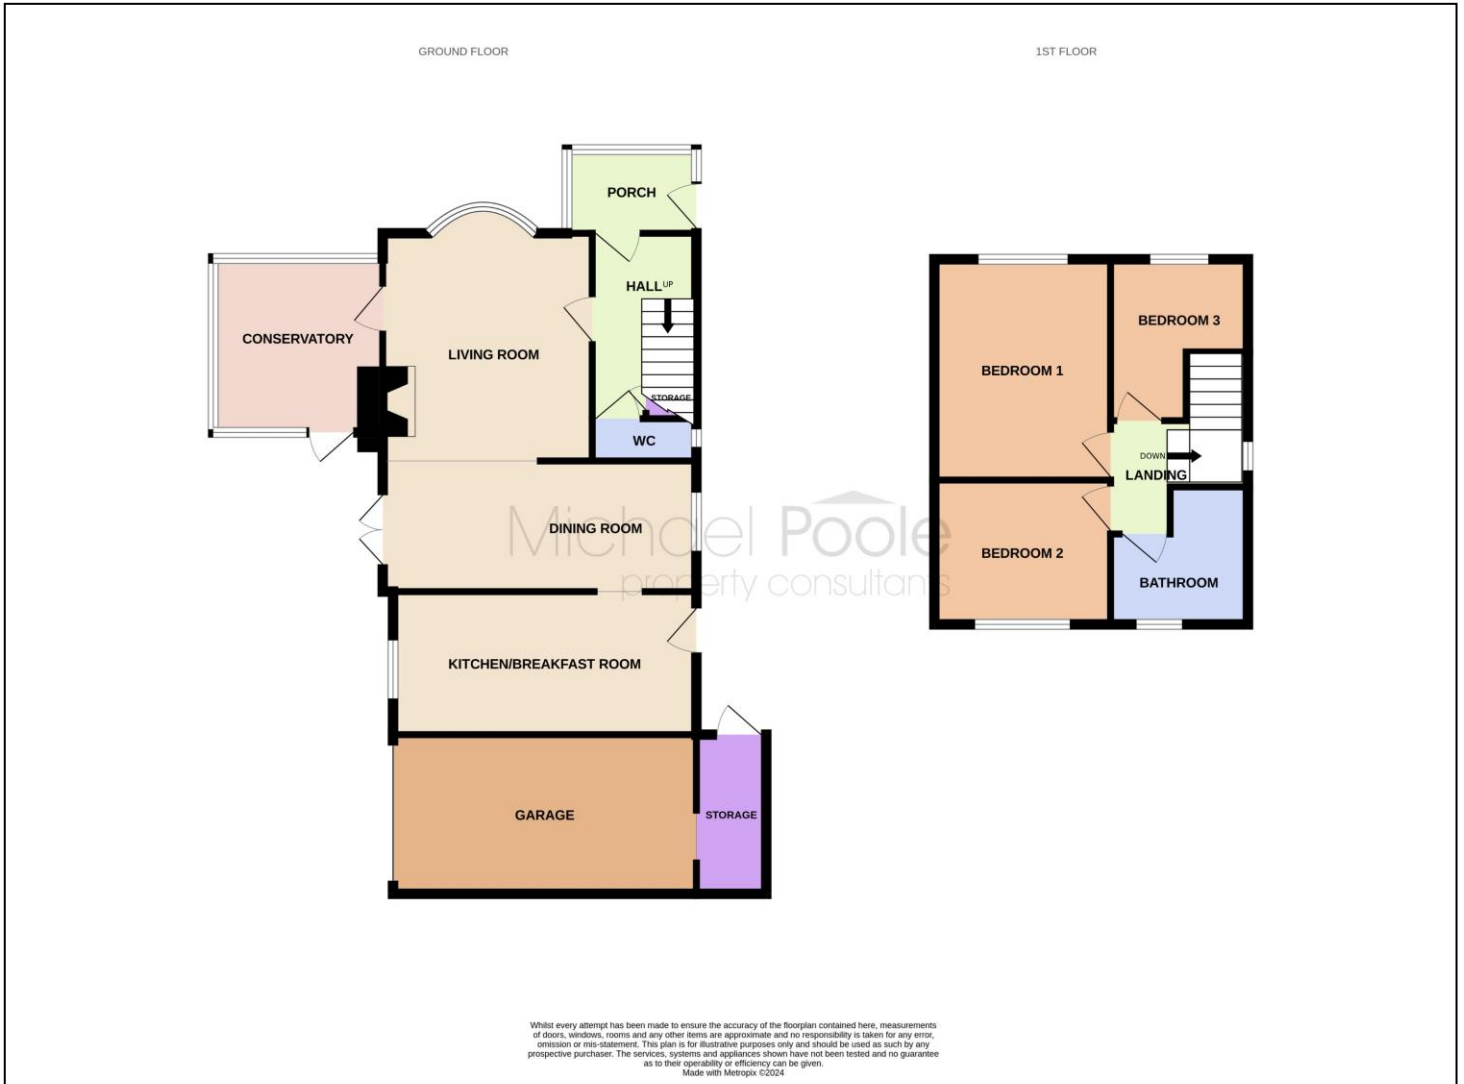 GROUND FLOOR
1ST FLOOR
PORCH
HALL
UP
CONSERVATORY
LIVING ROOM
STORAGE
WC
DINING ROOM
KITCHEN/BREAKFAST ROOM
GARAGE
STORAGE
BEDROOM 3
BEDROOM 1
DOWN
LANDING
BEDROOM 2
BATHROOM
Michael Poole
property consultants
Whilst every attempt has been made to ensure the accuracy of the floorplan contained here, measurements
of doors, windows, rooms and any other items are approximate and no responsibility is taken for any error,
omission or mis-statement. This plan is for illustrative purposes only and should be used as such by any
prospective purchaser. The services, systems and appliances shown have not been tested and no guarantee
as to their operability or efficiency can be given.
Made with Metropix ©2024